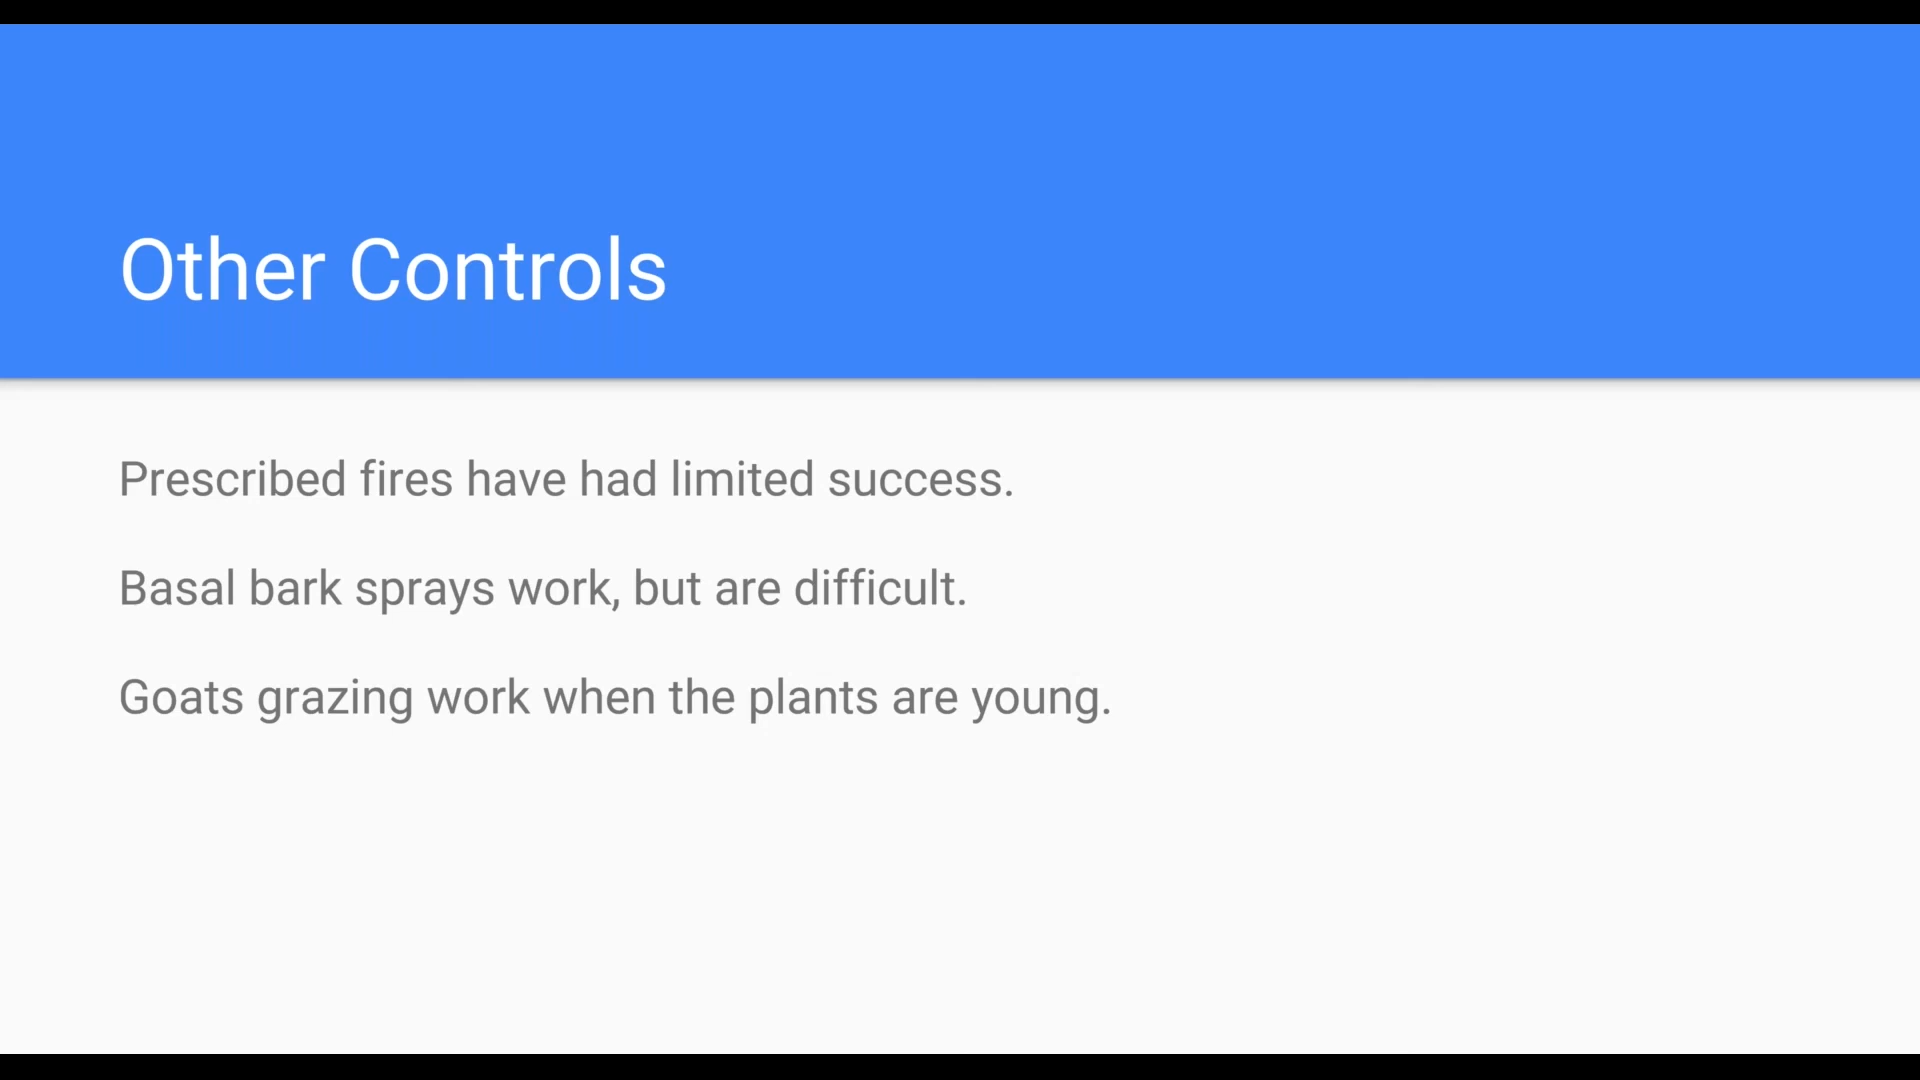 Other Controls
Prescribed fires have had limited success.
Basal bark sprays work, but are difficult.
Goats grazing work when the plants are young.